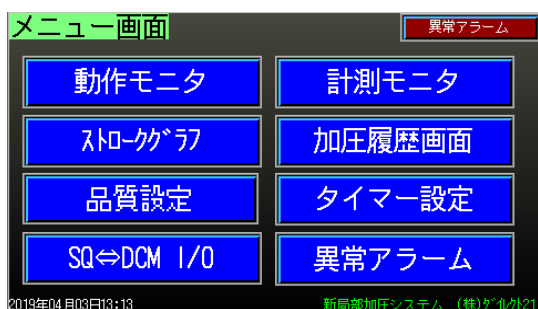 メニュー画面
異常アラーム
動作モニタ
計測モニタ
ストロークグラフ
加圧履歴画面
品質設定
タイマー設定
SQ⇔DCM I/O
異常アラーム
2019年04月03日13:13
新局部加圧システム (株)ダイレクト21